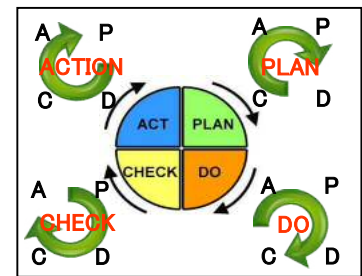 A P
ACTION
C D
A P
PLAN
C D
ACT PLAN
CHECK DO
A P
CHECK
C D
A P
DO
C D